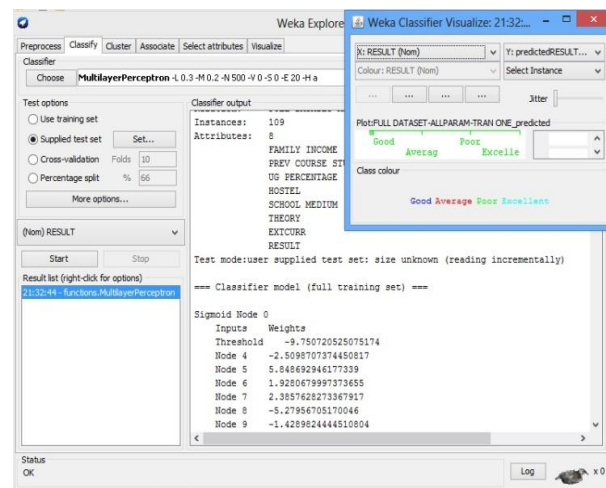 Weka Explore
Preprocess Classify Cluster Associate Select attributes Visualize
Classifier
Choose MultilayerPerceptron -L 0.3 -M 0.2 -N 500 -V 0 -S 0 -E 20 -H a
Test options
Use training set
Supplied test set Set...
Cross-validation Folds 10
Percentage split % 66
More options...
(Nom) RESULT
Start Stop
Result list (right-click for options)
21:32:44 - functions.MultilayerPerceptron
Classifier output
Instances: 109
Attributes: 8
FAMILY INCOME
PREV COURSE STU
UG PERCENTAGE
HOSTEL
SCHOOL MEDIUM
THEORY
EXTCURR
RESULT
Test mode:user supplied test set: size unknown (reading incrementally)
=== Classifier model (full training set) ===
Sigmoid Node 0
Inputs Weights
Threshold -9.750720525075174
Node 4 -2.5098707374450817
Node 5 5.848692946177339
Node 6 1.9280679997373655
Node 7 2.3857628273367917
Node 8 -5.27956705170046
Node 9 -1.4289824444510804
Status
OK
Log x 0
Weka Classifier Visualize: 21:32:...
X: RESULT (Nom) Y: predictedRESULT...
Colour: RESULT (Nom) Select Instance
... ... ... ... Jitter
Plot:FULL DATASET-ALLPARAM-TRAN ONE_predicted
Good Poor
Averag Excelle
Class colour
Good Average Poor Excellent